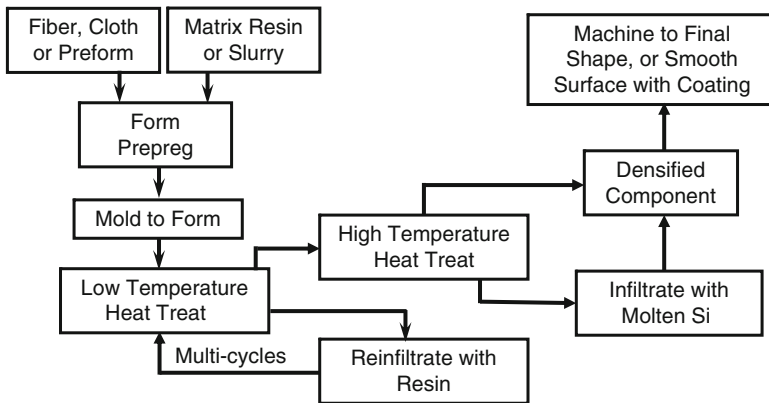 Fiber, Cloth
or Preform
Matrix Resin
or Slurry
Machine to Final
Shape, or Smooth
Surface with Coating
Form
Prepreg
Densified
Component
Mold to Form
High Temperature
Heat Treat
Low Temperature
Heat Treat
Infiltrate with
Molten Si
Multi-cycles
Reinfiltrate with
Resin